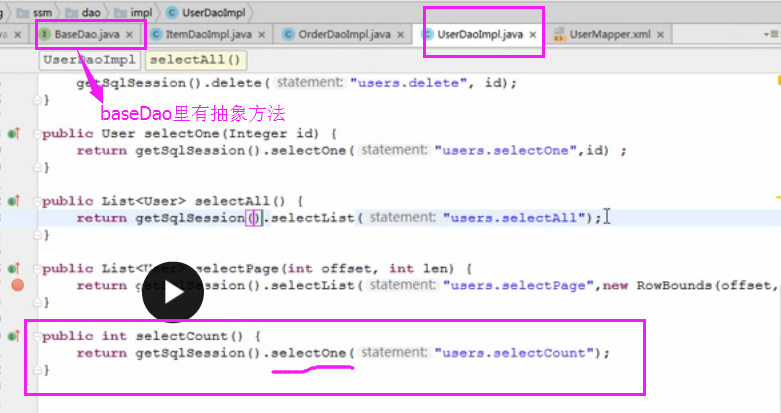 ssm dao impl UserDaoImpl
BaseDao.java ItemDaoImpl.java OrderDaoImpl.java UserDaoImpl.java UserMapper.xml
UserDaoImpl selectAll()
getSqlSession().delete( statement: "users.delete", id);
}
baseDao里有抽象方法
public User selectOne(Integer id) {
return getSqlSession().selectOne( statement: "users.selectOne",id) ;
}
public List<User> selectAll() {
return getSqlSession().selectList( statement: "users.selectAll");
}
public List<User> selectPage(int offset, int len) {
return getSqlSession().selectList( statement: "users.selectPage",new RowBounds(offset,
}
public int selectCount() {
return getSqlSession().selectOne( statement: "users.selectCount");
}